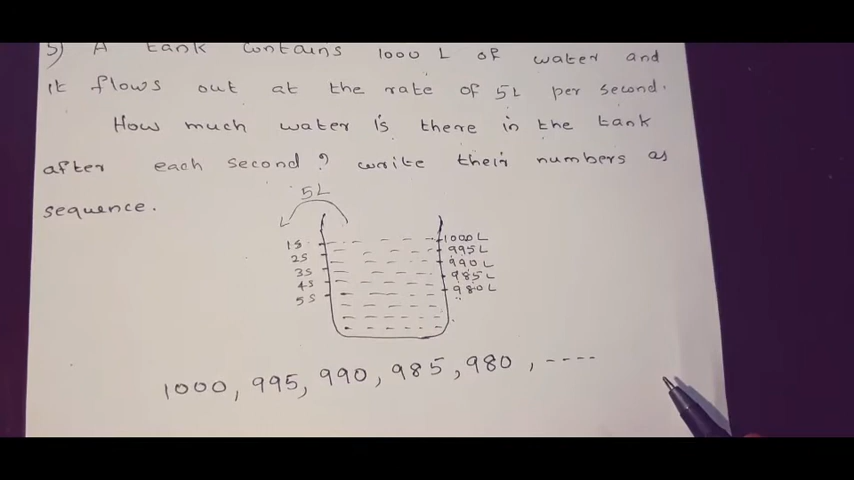 5) A tank contains 1000 L of water and
it flows out at the rate of 5L per second.
How much water is there in the tank
after each second? write their numbers as
sequence.
5L
1S 1000 L
2S 995 L
3S 990 L
4S 985 L
5S 980 L
1000, 995, 990, 985, 980, ----